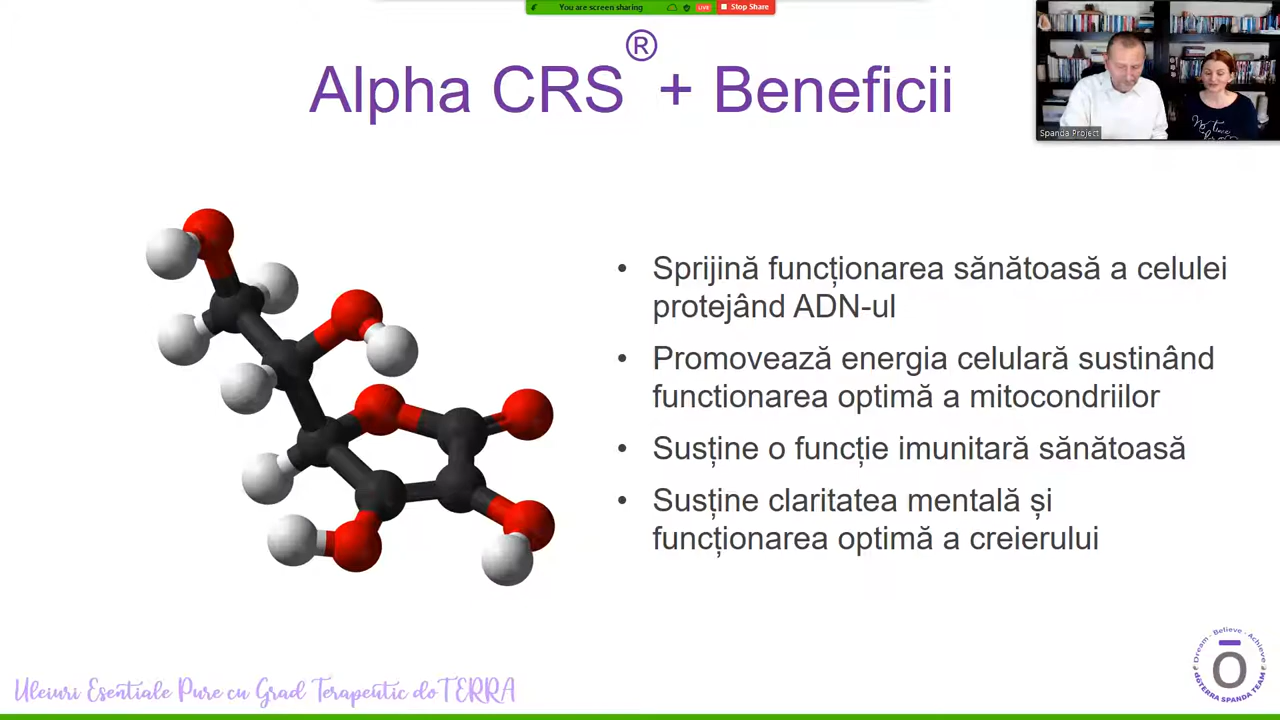 You are screen sharing
LIVE
Stop Share
Alpha CRS® + Beneficii
Spanda Project
Sprijină funcționarea sănătoasă a celulei
protejând ADN-ul
Promovează energia celulară sustinând
functionarea optimă a mitocondriilor
Susține o funcție imunitară sănătoasă
Susține claritatea mentală și
funcționarea optimă a creierului
Uleiuri Esentiale Pure cu Grad Terapeutic doTERRA
Dream - Believe - Achieve
dōTERRA SPANDA TEAM